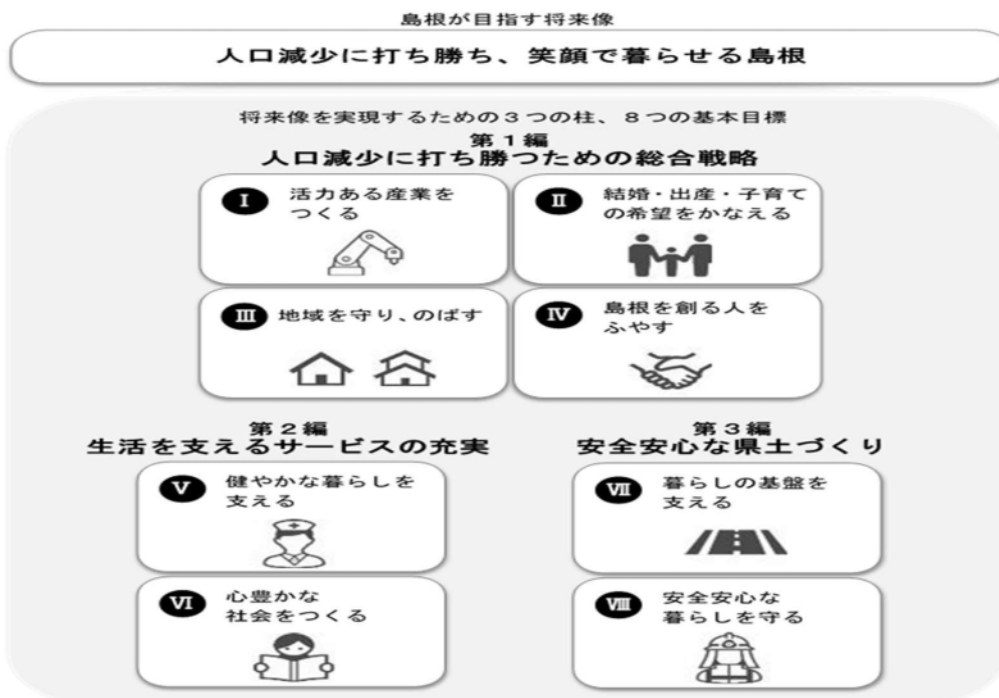 島根が目指す将来像
人口減少に打ち勝ち、笑顔で暮らせる島根
将来像を実現するための３つの柱、８つの基本目標
第１編
人口減少に打ち勝つための総合戦略
Ⅰ 活力ある産業を
つくる
Ⅱ 結婚・出産・子育て
の希望をかなえる
Ⅲ 地域を守り、のばす
Ⅳ 島根を創る人を
ふやす
第２編
生活を支えるサービスの充実
Ⅴ 健やかな暮らしを
支える
Ⅵ 心豊かな
社会をつくる
第３編
安全安心な県土づくり
Ⅶ 暮らしの基盤を
支える
Ⅷ 安全安心な
暮らしを守る